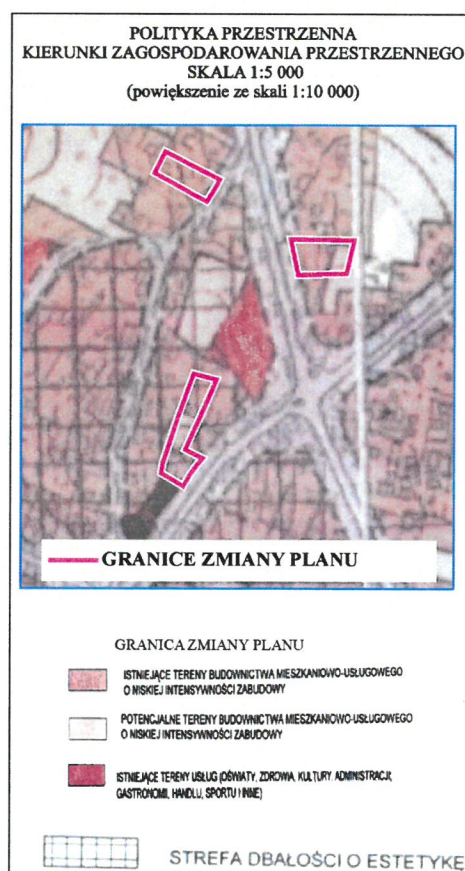 POLITYKA PRZESTRZENNA
KIERUNKI ZAGOSPODAROWANIA PRZESTRZENNEGO
SKALA 1:5 000
(powiększenie ze skali 1:10 000)
GRANICE ZMIANY PLANU
GRANICA ZMIANY PLANU
ISTNIEJĄCE TERENY BUDOWNICTWA MIESZKANIOWO-USŁUGOWEGO
O NISKIEJ INTENSYWNOŚCI ZABUDOWY
POTENCJALNE TERENY BUDOWNICTWA MIESZKANIOWO-USŁUGOWEGO
O NISKIEJ INTENSYWNOŚCI ZABUDOWY
ISTNIEJĄCE TERENY USŁUG (OŚWIATY, ZDROWIA, KULTURY, ADMINISTRACJI,
GASTRONOMII, HANDLU, SPORTU I INNE)
STREFA DBAŁOŚCI O ESTETYKĘ